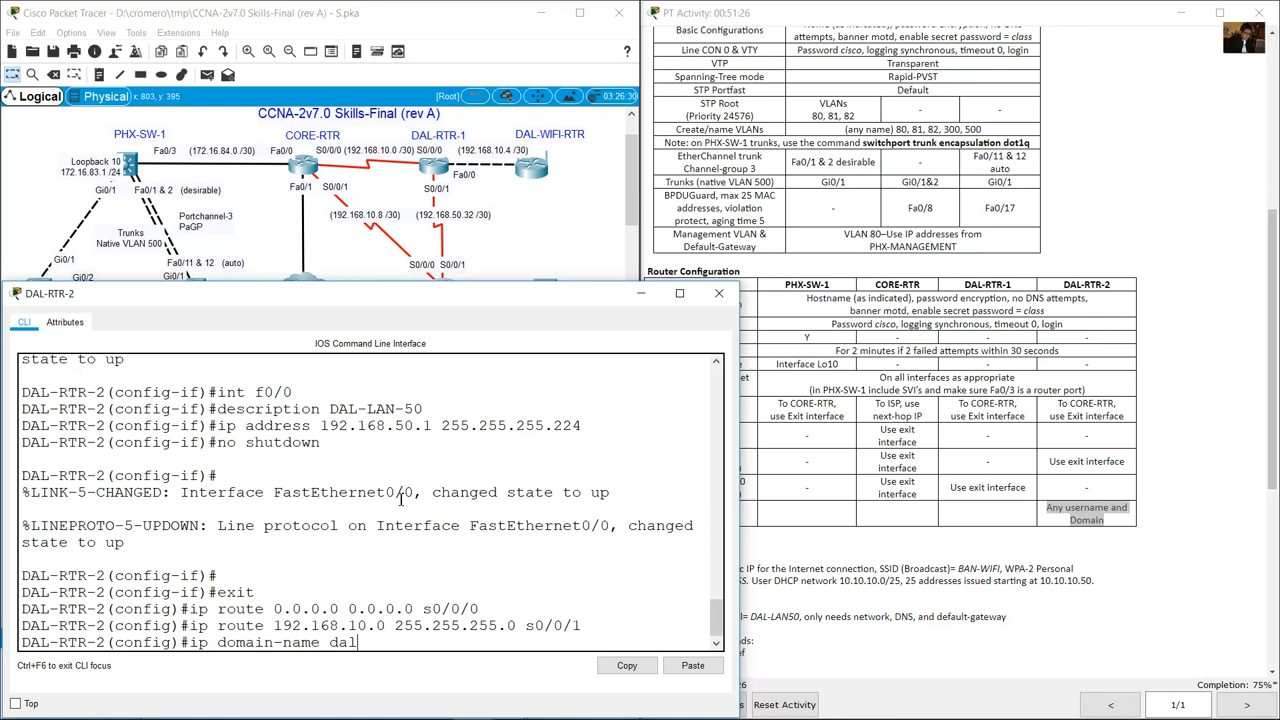 Cisco Packet Tracer - D:\cromero\tmp\CCNA-2v7.0 Skills-Final (rev A) - S.pka
File Edit Options View Tools Extensions Help
Logical Physical x: 803, y: 395 [Root] 03:26:30
CCNA-2v7.0 Skills-Final (rev A)
PHX-SW-1 CORE-RTR DAL-RTR-1 DAL-WIFI-RTR
Fa0/3 (172.16.84.0 /30) Fa0/0 S0/0/0 (192.168.10.0 /30) S0/0/0 (192.168.10.4 /30)
Loopback 10
172.16.83.1 /24
Fa0/0
Gi0/1 Fa0/1 & 2 (desirable) Fa0/1 S0/0/1 S0/0/1
(192.168.10.8 /30) (192.168.50.32 /30)
Portchannel-3
PaGP
Trunks
Native VLAN 500
Gi0/1 Fa0/11 & 12 (auto) S0/0/0 S0/0/1
Gi0/2 Gi0/1
DAL-RTR-2
CLI Attributes
IOS Command Line Interface
state to up
DAL-RTR-2(config-if)#int f0/0
DAL-RTR-2(config-if)#description DAL-LAN-50
DAL-RTR-2(config-if)#ip address 192.168.50.1 255.255.255.224
DAL-RTR-2(config-if)#no shutdown
DAL-RTR-2(config-if)#
%LINK-5-CHANGED: Interface FastEthernet0/0, changed state to up
%LINEPROTO-5-UPDOWN: Line protocol on Interface FastEthernet0/0, changed
state to up
DAL-RTR-2(config-if)#
DAL-RTR-2(config-if)#exit
DAL-RTR-2(config)#ip route 0.0.0.0 0.0.0.0 s0/0/0
DAL-RTR-2(config)#ip route 192.168.10.0 255.255.255.0 s0/0/1
DAL-RTR-2(config)#ip domain-name dal
Ctrl+F6 to exit CLI focus
Copy Paste
Top
PT Activity: 00:51:26
Basic Configurations
attempts, banner motd, enable secret password = class
Line CON 0 & VTY Password cisco, logging synchronous, timeout 0, login
VTP Transparent
Spanning-Tree mode Rapid-PVST
STP Portfast Default
STP Root
(Priority 24576)
VLANs
80, 81, 82
- -
Create/name VLANs (any name) 80, 81, 82, 300, 500
Note: on PHX-SW-1 trunks, use the command switchport trunk encapsulation dot1q
EtherChannel trunk
Channel-group 3
Fa0/1 & 2 desirable
-
Fa0/11 & 12
auto
Trunks (native VLAN 500) Gi0/1 Gi0/1&2 Gi0/1
BPDUGuard, max 25 MAC
addresses, violation
protect, aging time 5
- Fa0/8 Fa0/17
Management VLAN &
Default-Gateway
VLAN 80–Use IP addresses from
PHX-MANAGEMENT
Router Configuration
PHX-SW-1 CORE-RTR DAL-RTR-1 DAL-RTR-2
Hostname (as indicated), password encryption, no DNS attempts,
banner motd, enable secret password = class
Password cisco, logging synchronous, timeout 0, login
Y - - -
For 2 minutes if 2 failed attempts within 30 seconds
Interface Lo10 - - -
et
On all interfaces as appropriate
(in PHX-SW-1 include SVI's and make sure Fa0/3 is a router port)
To CORE-RTR,
use Exit interface
To ISP, use
next-hop IP
To CORE-RTR,
use Exit interface
To CORE-RTR,
use Exit interface
-
Use exit
interface
- -
-
Use exit
interface
-
Use exit interface
-
Use exit
interface
Use exit interface
-
Any username and
Domain
ic IP for the Internet connection, SSID (Broadcast)= BAN-WIFI, WPA-2 Personal
SS. User DHCP network 10.10.10.0/25, 25 addresses issued starting at 10.10.10.50.
l= DAL-LAN50, only needs network, DNS, and default-gateway
nds:
ef
26 Completion: 75%*
s Reset Activity < 1/1 >